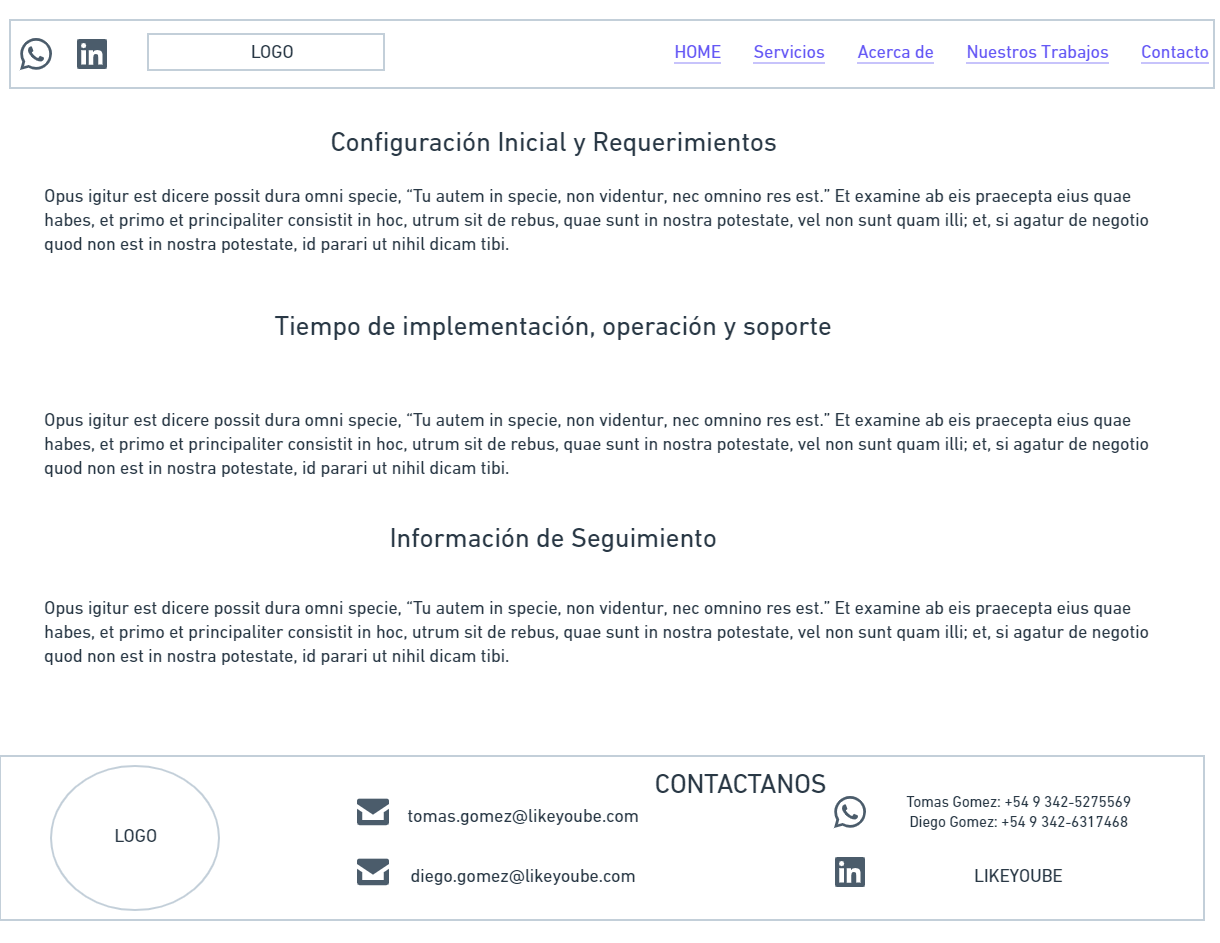 LOGO
HOME Servicios Acerca de Nuestros Trabajos Contacto
Configuración Inicial y Requerimientos
Opus igitur est dicere possit dura omni specie, “Tu autem in specie, non videntur, nec omnino res est.” Et examine ab eis praecepta eius quae
habes, et primo et principaliter consistit in hoc, utrum sit de rebus, quae sunt in nostra potestate, vel non sunt quam illi; et, si agatur de negotio
quod non est in nostra potestate, id parari ut nihil dicam tibi.
Tiempo de implementación, operación y soporte
Opus igitur est dicere possit dura omni specie, “Tu autem in specie, non videntur, nec omnino res est.” Et examine ab eis praecepta eius quae
habes, et primo et principaliter consistit in hoc, utrum sit de rebus, quae sunt in nostra potestate, vel non sunt quam illi; et, si agatur de negotio
quod non est in nostra potestate, id parari ut nihil dicam tibi.
Información de Seguimiento
Opus igitur est dicere possit dura omni specie, “Tu autem in specie, non videntur, nec omnino res est.” Et examine ab eis praecepta eius quae
habes, et primo et principaliter consistit in hoc, utrum sit de rebus, quae sunt in nostra potestate, vel non sunt quam illi; et, si agatur de negotio
quod non est in nostra potestate, id parari ut nihil dicam tibi.
LOGO
CONTACTANOS
tomas.gomez@likeyoube.com
diego.gomez@likeyoube.com
Tomas Gomez: +54 9 342-5275569
Diego Gomez: +54 9 342-6317468
LIKEYOUBE